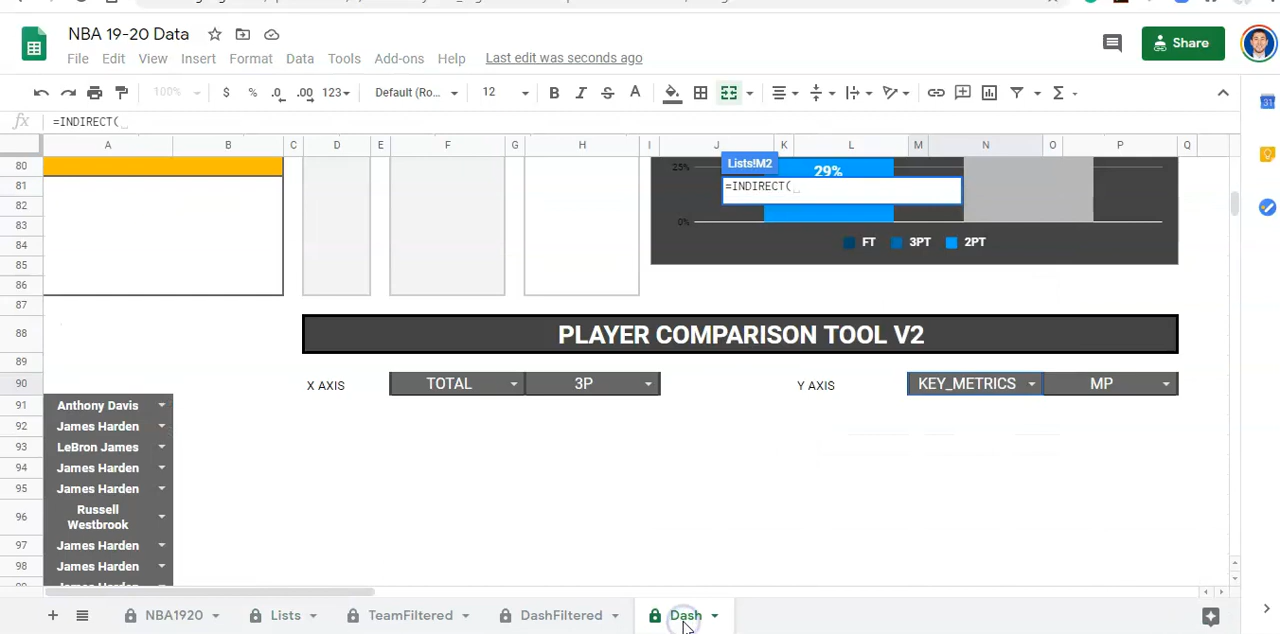 NBA 19-20 Data
File Edit View Insert Format Data Tools Add-ons Help Last edit was seconds ago
Share
100% $ % .0 .00 123 Default (Ro... 12 B I S A
fx =INDIRECT(
A B C D E F G H I J K L M N O P Q
80
81
82
83
84
85
86
87
88
89
90
91
92
93
94
95
96
97
98
25%
29%
Lists!M2
=INDIRECT(
0%
FT 3PT 2PT
PLAYER COMPARISON TOOL V2
X AXIS TOTAL 3P Y AXIS KEY_METRICS MP
Anthony Davis
James Harden
LeBron James
James Harden
James Harden
Russell
Westbrook
James Harden
James Harden
NBA1920 Lists TeamFiltered DashFiltered Dash
31